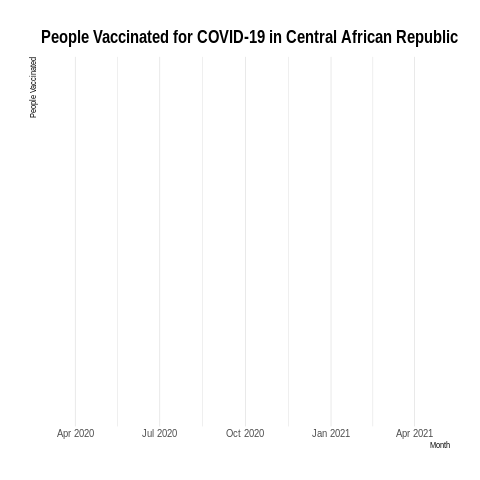 People Vaccinated for COVID-19 in Central African Republic
People Vaccinated
Apr 2020 Jul 2020 Oct 2020 Jan 2021 Apr 2021
Month